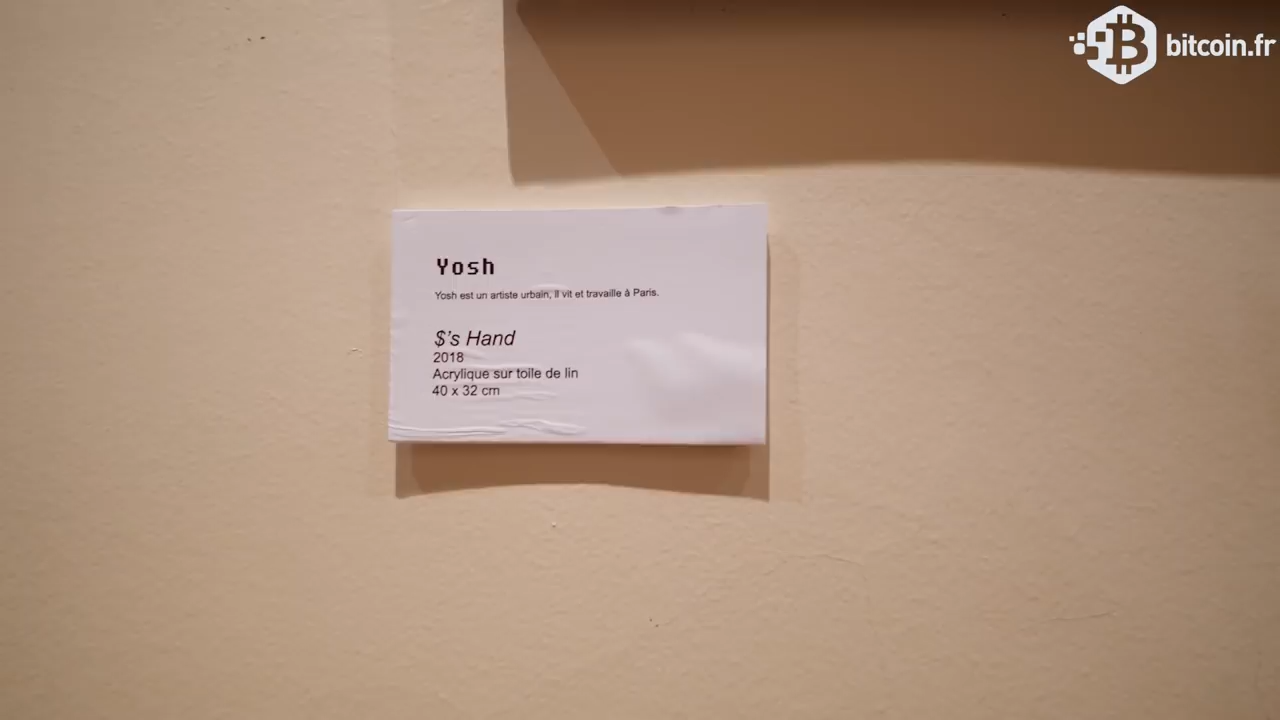 bitcoin.fr
Yosh
Yosh est un artiste urbain, il vit et travaille à Paris.
$'s Hand
2018
Acrylique sur toile de lin
40 x 32 cm